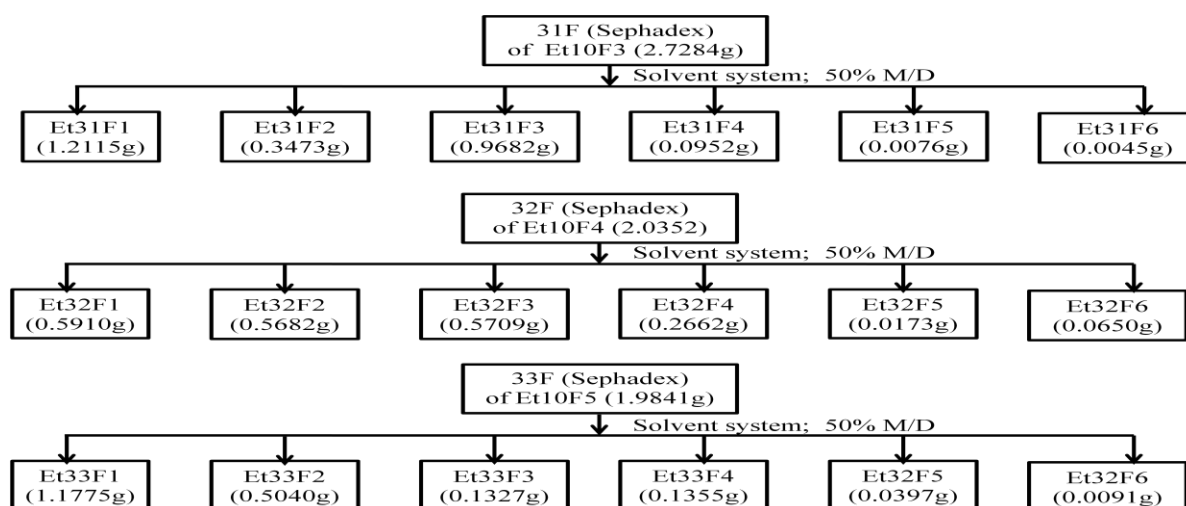 31F (Sephadex)
of Et10F3 (2.7284g)
Solvent system; 50% M/D
Et31F1 Et31F2 Et31F3 Et31F4 Et31F5 Et31F6
(1.2115g) (0.3473g) (0.9682g) (0.0952g) (0.0076g) (0.0045g)
32F (Sephadex)
of Et10F4 (2.0352)
Solvent system; 50% M/D
Et32F1 Et32F2 Et32F3 Et32F4 Et32F5 Et32F6
(0.5910g) (0.5682g) (0.5709g) (0.2662g) (0.0173g) (0.0650g)
33F (Sephadex)
of Et10F5 (1.9841g)
Solvent system; 50% M/D
Et33F1 Et33F2 Et33F3 Et33F4 Et32F5 Et32F6
(1.1775g) (0.5040g) (0.1327g) (0.1355g) (0.0397g) (0.0091g)